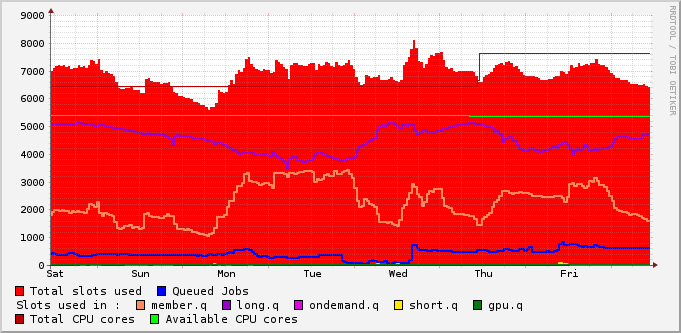 9000
8000
7000
6000
5000
4000
3000
2000
1000
0
Sat Sun Mon Tue Wed Thu Fri
RRDTOOL / TOBI OETIKER
Total slots used Queued Jobs
Slots used in : member.q long.q ondemand.q short.q gpu.q
Total CPU cores Available CPU cores